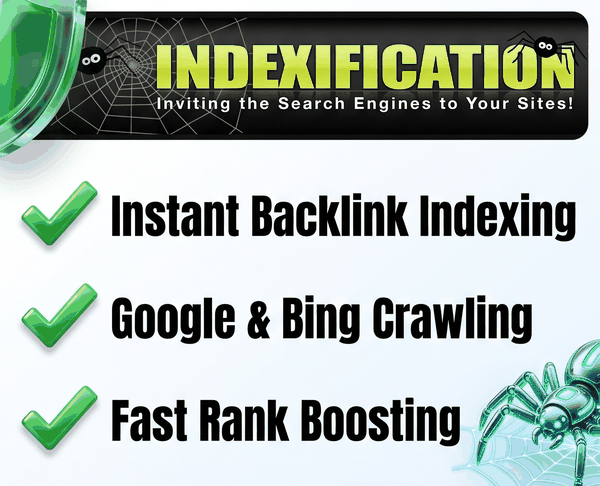 INDEXIFICATION
Inviting the Search Engines to Your Sites!
Instant Backlink Indexing
Google & Bing Crawling
Fast Rank Boosting